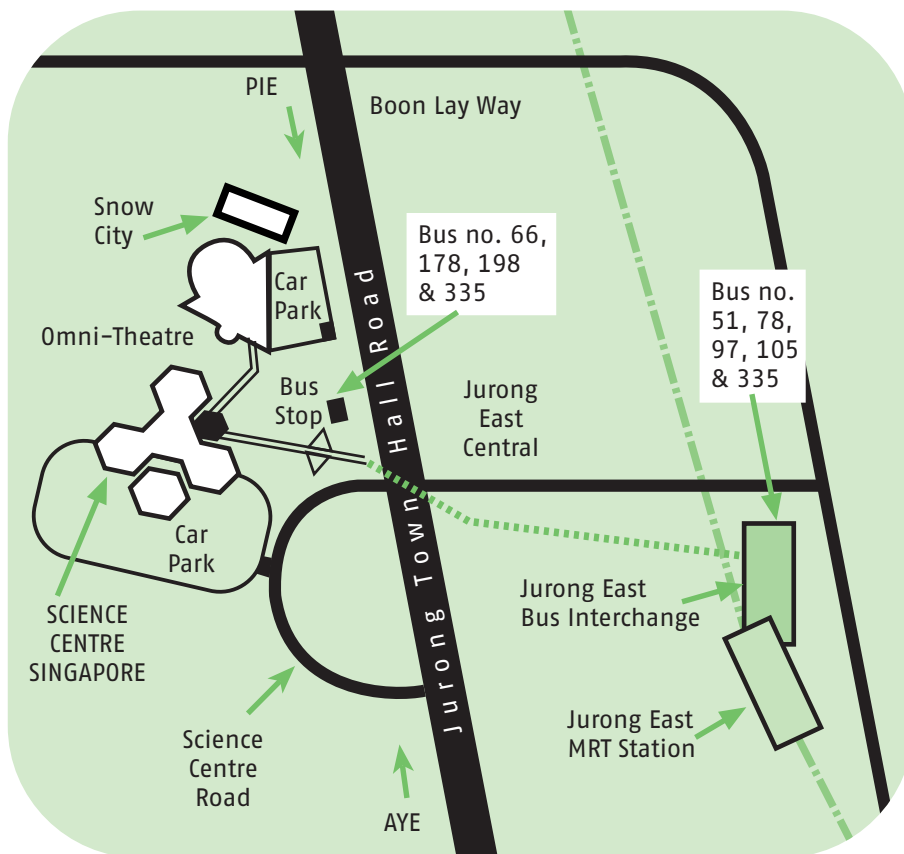 PIE
Boon Lay Way
Snow
City
Bus no. 66,
178, 198
& 335
Car
Park
Bus no.
51, 78,
97, 105
& 335
Omni-Theatre
Bus
Stop
Jurong
East
Central
Jurong Town Hall Road
Car
Park
SCIENCE
CENTRE
SINGAPORE
Jurong East
Bus Interchange
Science
Centre
Road
Jurong East
MRT Station
AYE